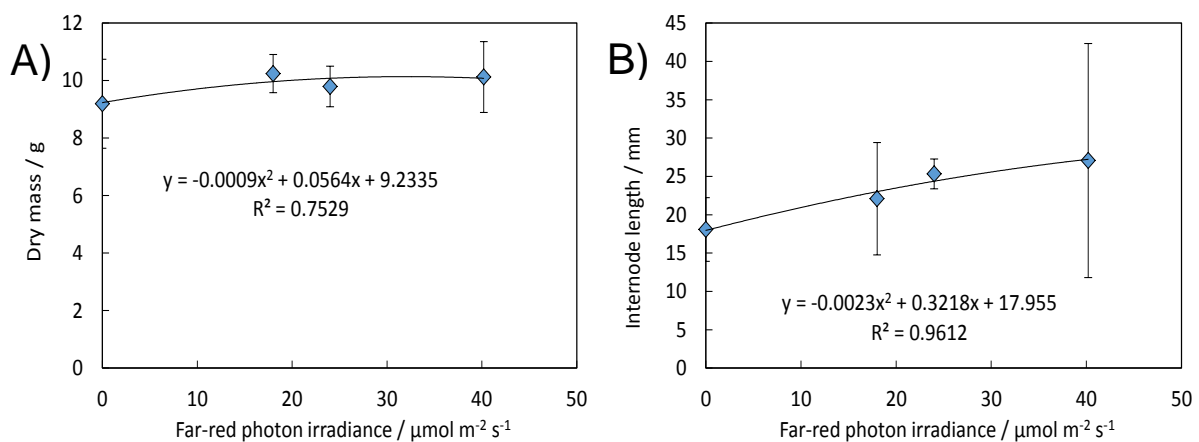 A)
12
10
8
6
4
2
0
Dry mass / g
y = -0.0009x² + 0.0564x + 9.2335
R² = 0.7529
0 10 20 30 40 50
Far-red photon irradiance / µmol m⁻² s⁻¹
B)
45
40
35
30
25
20
15
10
5
0
Internode length / mm
y = -0.0023x² + 0.3218x + 17.955
R² = 0.9612
0 10 20 30 40 50
Far-red photon irradiance / µmol m⁻² s⁻¹